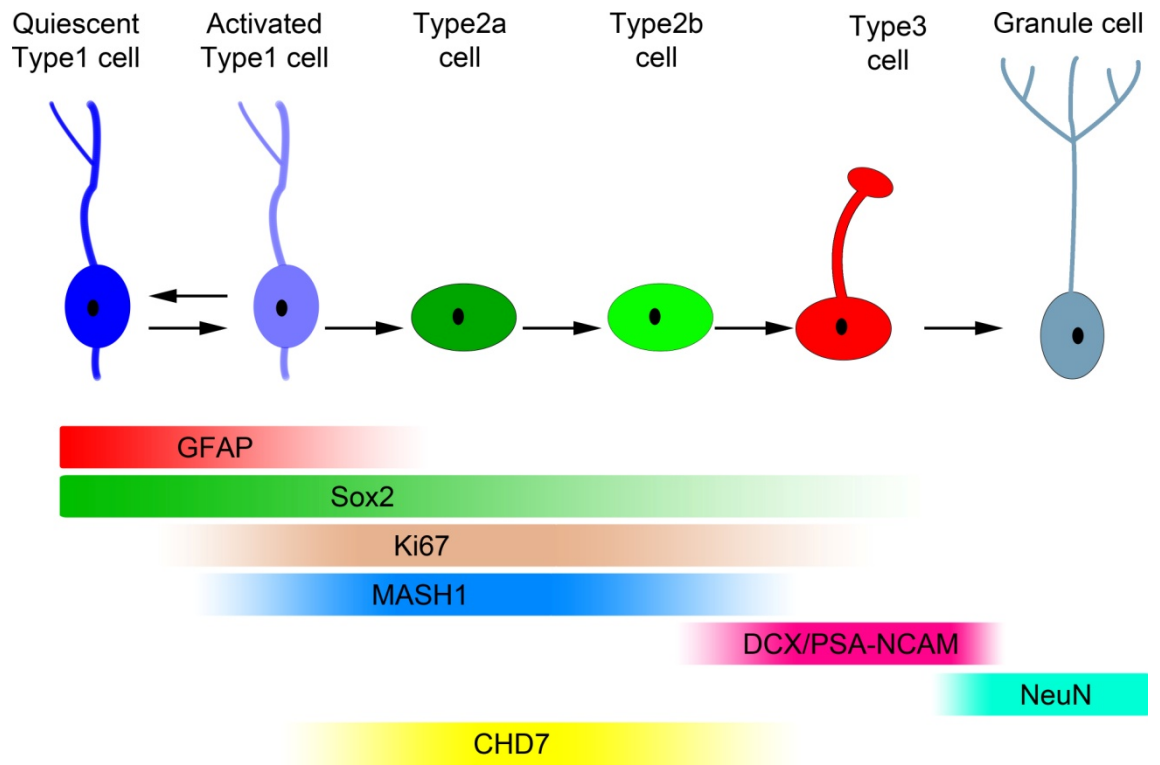 Quiescent
Type1 cell
Activated
Type1 cell
Type2a
cell
Type2b
cell
Type3
cell
Granule cell
GFAP
Sox2
Ki67
MASH1
DCX/PSA-NCAM
NeuN
CHD7